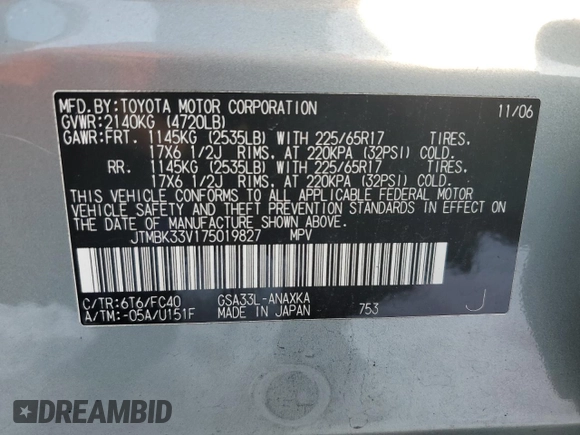 MFD.BY:TOYOTA MOTOR CORPORATION 11/06
GVWR:2140KG (4720LB)
GAWR:FRT. 1145KG (2535LB) WITH 225/65R17 TIRES,
17X6 1/2J RIMS, AT 220KPA (32PSI) COLD.
RR. 1145KG (2535LB) WITH 225/65R17 TIRES,
17X6 1/2J RIMS, AT 220KPA (32PSI) COLD.
THIS VEHICLE CONFORMS TO ALL APPLICABLE FEDERAL MOTOR
VEHICLE SAFETY AND THEFT PREVENTION STANDARDS IN EFFECT ON
THE DATE OF MANUFACTURE SHOWN ABOVE.
JTMBK33V175019827 MPV
C/TR:6T6/FC40 GSA33L-ANAXKA
A/TM:-05A/U151F MADE IN JAPAN 753
J
DREAMBID